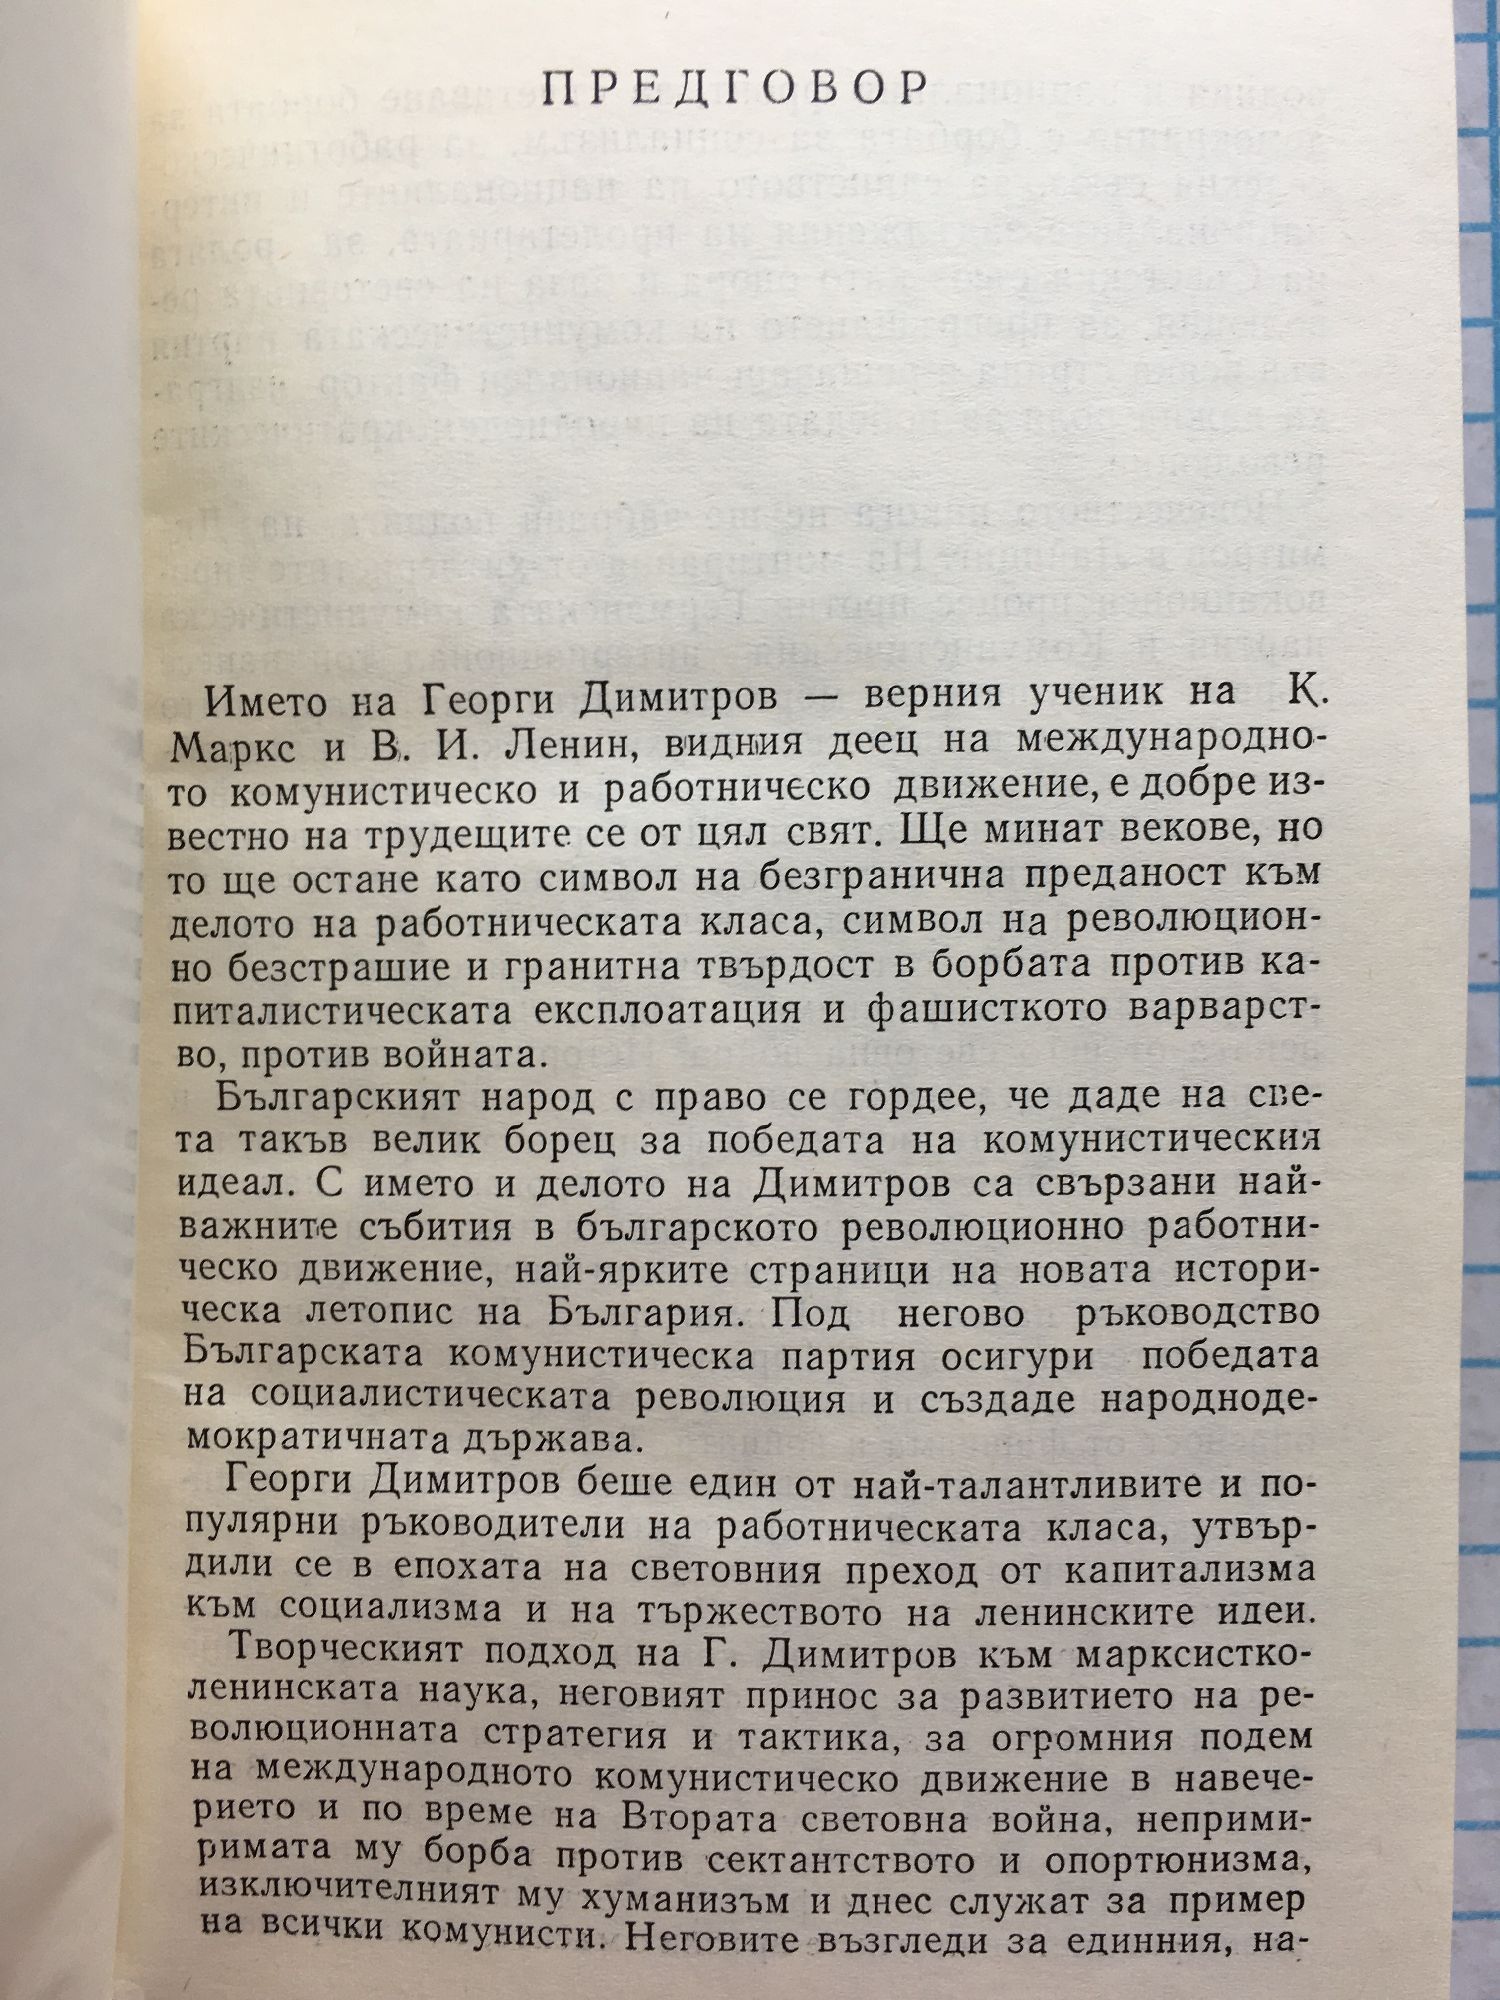 ПРЕДГОВОР
Името на Георги Димитров — верния ученик на К.
Маркс и В. И. Ленин, видния деец на международно-
то комунистическо и работническо движение, е добре из-
вестно на трудещите се от цял свят. Ще минат векове, но
то ще остане като символ на безгранична преданост към
делото на работническата класа, символ на революцион-
но безстрашие и гранитна твърдост в борбата против ка-
питалистическата експлоатация и фашисткото варварст-
во, против войната.
Българският народ с право се гордее, че даде на све-
та такъв велик борец за победата на комунистическия
идеал. С името и делото на Димитров са свързани най-
важните събития в българското революционно работни-
ческо движение, най-ярките страници на новата истори-
ческа летопис на България. Под негово ръководство
Българската комунистическа партия осигури победата
на социалистическата революция и създаде народноде-
мократичната държава.
Георги Димитров беше един от най-талантливите и по-
пулярни ръководители на работническата класа, утвър-
дили се в епохата на световния преход от капитализма
към социализма и на тържеството на ленинските идеи.
Творческият подход на Г. Димитров към марксистко-
ленинската наука, неговият принос за развитието на ре-
волюционната стратегия и тактика, за огромния подем
на международното комунистическо движение в навече-
рието и по време на Втората световна война, неприми-
римата му борба против сектантството и опортюнизма,
изключителният му хуманизъм и днес служат за пример
на всички комунисти. Неговите възгледи за единния, на-